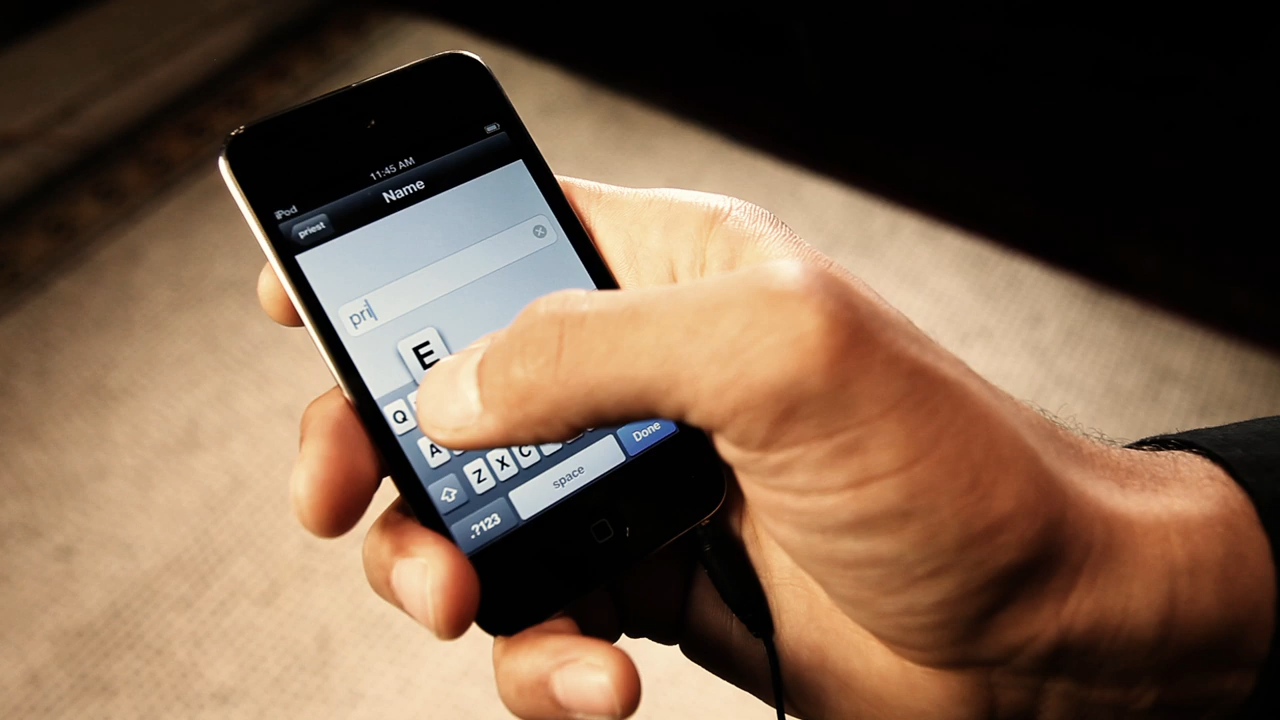 iPod
11:45 AM
priest
Name
pri
E
Q
A
Z X C
.?123
space
Done